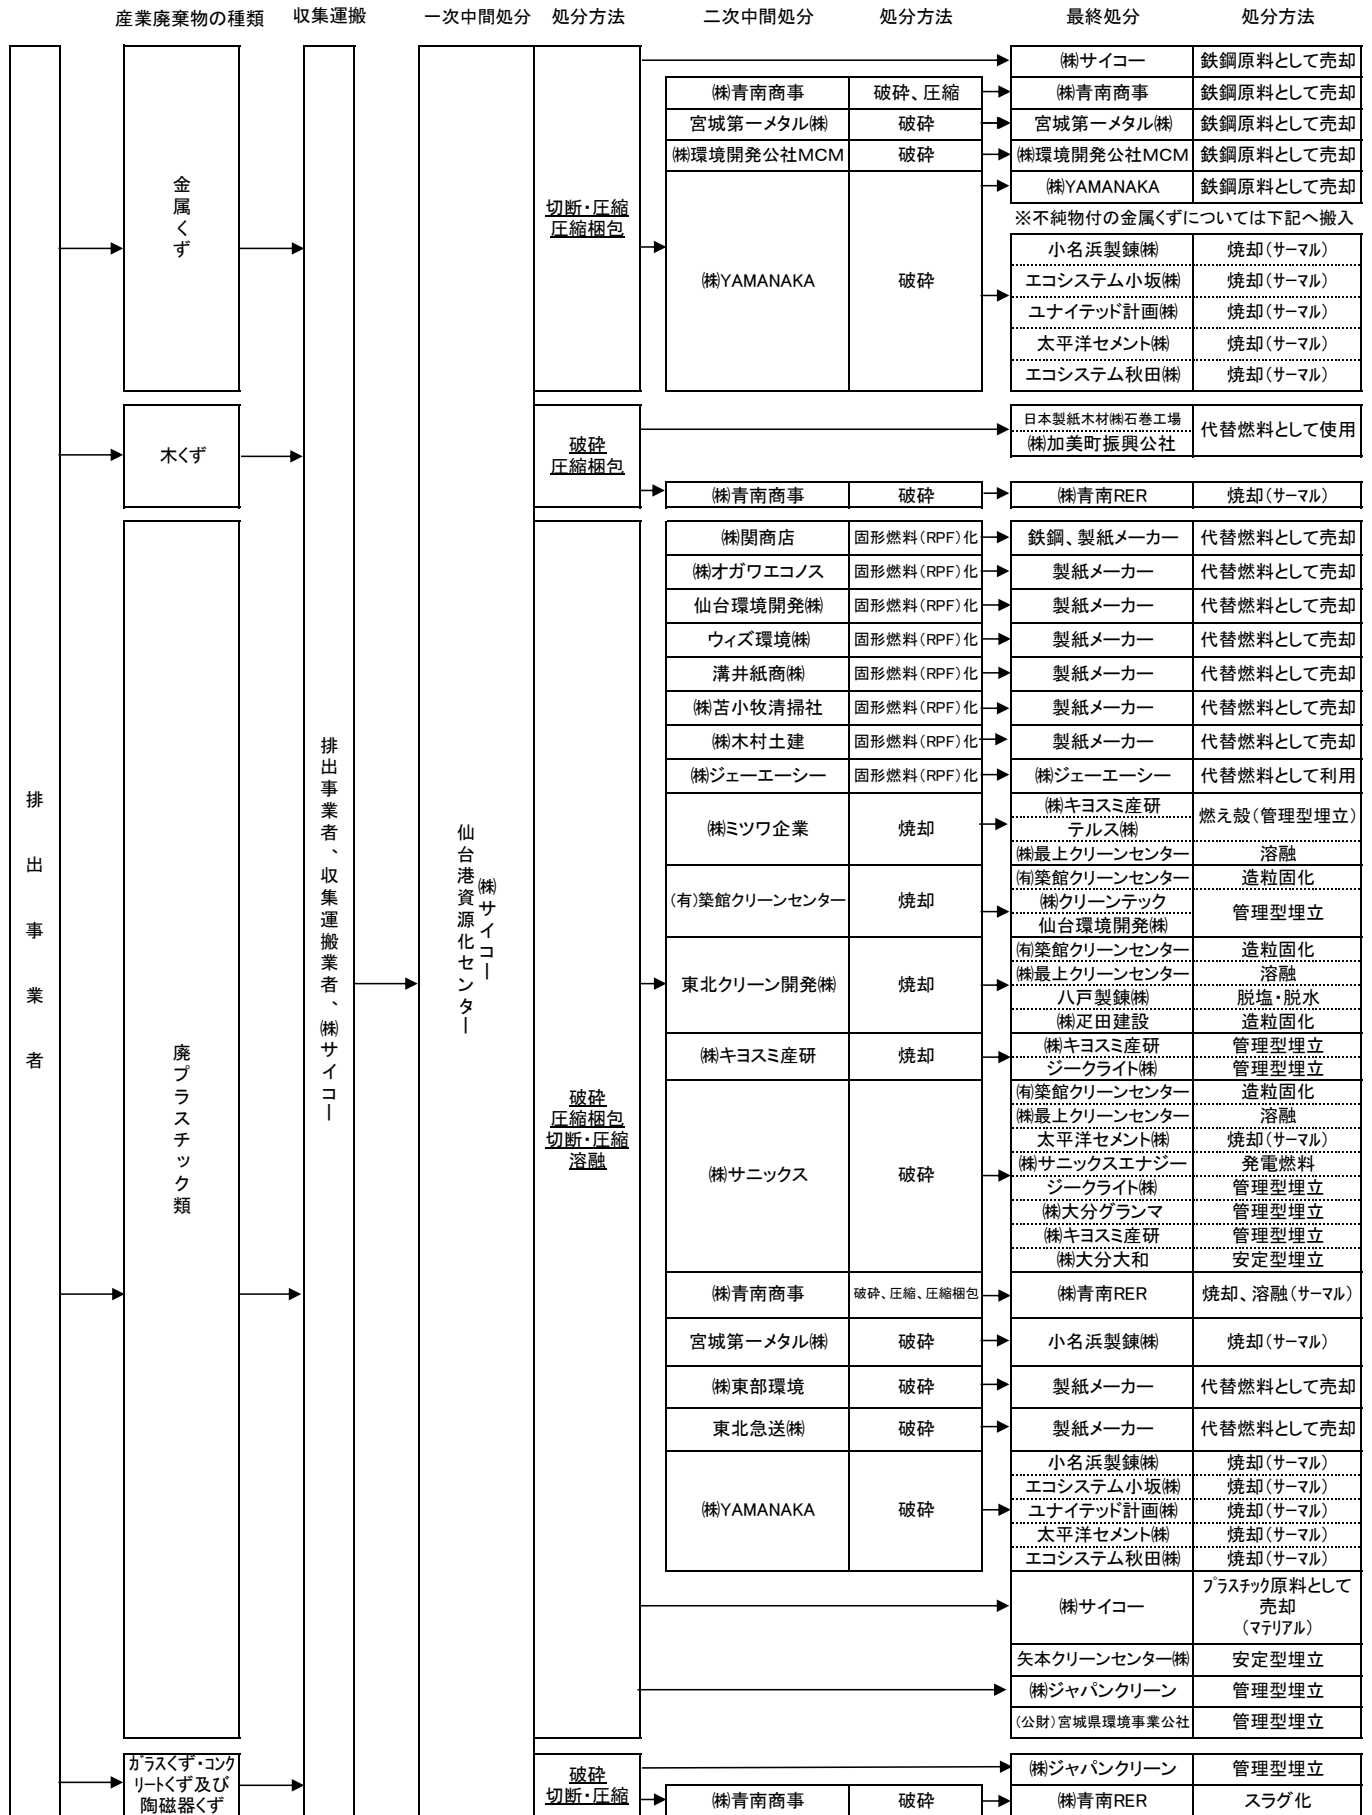 産業廃棄物の種類 収集運搬 一次中間処分 処分方法 二次中間処分 処分方法 最終処分 処分方法
排出事業者
排出事業者、収集運搬業者、㈱サイコー
㈱サイコー
仙台港資源化センター
金属くず
切断・圧縮
圧縮梱包
㈱サイコー 鉄鋼原料として売却
㈱青南商事 破砕、圧縮 ㈱青南商事 鉄鋼原料として売却
宮城第一メタル㈱ 破砕 宮城第一メタル㈱ 鉄鋼原料として売却
㈱環境開発公社MCM 破砕 ㈱環境開発公社MCM 鉄鋼原料として売却
㈱YAMANAKA 破砕 ㈱YAMANAKA 鉄鋼原料として売却
※不純物付の金属くずについては下記へ搬入
小名浜製錬㈱ 焼却(サーマル)
エコシステム小坂㈱ 焼却(サーマル)
ユナイテッド計画㈱ 焼却(サーマル)
太平洋セメント㈱ 焼却(サーマル)
エコシステム秋田㈱ 焼却(サーマル)
木くず
破砕
圧縮梱包
日本製紙木材㈱石巻工場 代替燃料として使用
㈱加美町振興公社
㈱青南商事 破砕 ㈱青南RER 焼却(サーマル)
廃プラスチック類
破砕
圧縮梱包
切断・圧縮
溶融
㈱関商店 固形燃料(RPF)化 鉄鋼、製紙メーカー 代替燃料として売却
㈱オガワエコノス 固形燃料(RPF)化 製紙メーカー 代替燃料として売却
仙台環境開発㈱ 固形燃料(RPF)化 製紙メーカー 代替燃料として売却
ウィズ環境㈱ 固形燃料(RPF)化 製紙メーカー 代替燃料として売却
溝井紙商㈱ 固形燃料(RPF)化 製紙メーカー 代替燃料として売却
㈱苫小牧清掃社 固形燃料(RPF)化 製紙メーカー 代替燃料として売却
㈱木村土建 固形燃料(RPF)化 製紙メーカー 代替燃料として売却
㈱ジェーエーシー 固形燃料(RPF)化 ㈱ジェーエーシー 代替燃料として利用
㈱ミツワ企業 焼却 ㈱キヨスミ産研 燃え殻(管理型埋立)
テルス㈱
㈱最上クリーンセンター 溶融
(有)築館クリーンセンター 焼却 ㈲築館クリーンセンター 造粒固化
㈱クリーンテック 管理型埋立
仙台環境開発㈱
東北クリーン開発㈱ 焼却 ㈲築館クリーンセンター 造粒固化
㈱最上クリーンセンター 溶融
八戸製錬㈱ 脱塩・脱水
㈱疋田建設 造粒固化
㈱キヨスミ産研 焼却 ㈱キヨスミ産研 管理型埋立
ジークライト㈱ 管理型埋立
㈱サニックス 破砕 ㈲築館クリーンセンター 造粒固化
㈱最上クリーンセンター 溶融
太平洋セメント㈱ 焼却(サーマル)
㈱サニックスエナジー 発電燃料
ジークライト㈱ 管理型埋立
㈱大分グランマ 管理型埋立
㈱キヨスミ産研 管理型埋立
㈱大分大和 安定型埋立
㈱青南商事 破砕、圧縮、圧縮梱包 ㈱青南RER 焼却、溶融(サーマル)
宮城第一メタル㈱ 破砕 小名浜製錬㈱ 焼却(サーマル)
㈱東部環境 破砕 製紙メーカー 代替燃料として売却
東北急送㈱ 破砕 製紙メーカー 代替燃料として売却
㈱YAMANAKA 破砕 小名浜製錬㈱ 焼却(サーマル)
エコシステム小坂㈱ 焼却(サーマル)
ユナイテッド計画㈱ 焼却(サーマル)
太平洋セメント㈱ 焼却(サーマル)
エコシステム秋田㈱ 焼却(サーマル)
㈱サイコー プラスチック原料として
売却
(マテリアル)
矢本クリーンセンター㈱ 安定型埋立
㈱ジャパンクリーン 管理型埋立
(公財)宮城県環境事業公社 管理型埋立
ガラスくず・コンク
リートくず及び
陶磁器くず
破砕
切断・圧縮
㈱ジャパンクリーン 管理型埋立
㈱青南商事 破砕 ㈱青南RER スラグ化